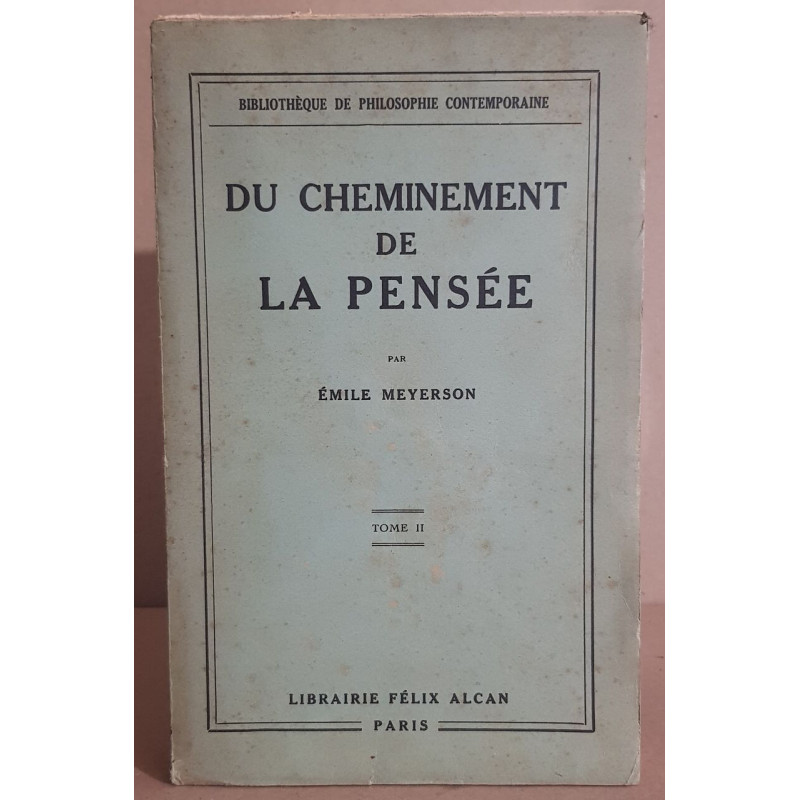 BIBLIOTHÈQUE DE PHILOSOPHIE CONTEMPORAINE
DU CHEMINEMENT
DE
LA PENSÉE
PAR
ÉMILE MEYERSON
TOME II
LIBRAIRIE FÉLIX ALCAN
PARIS